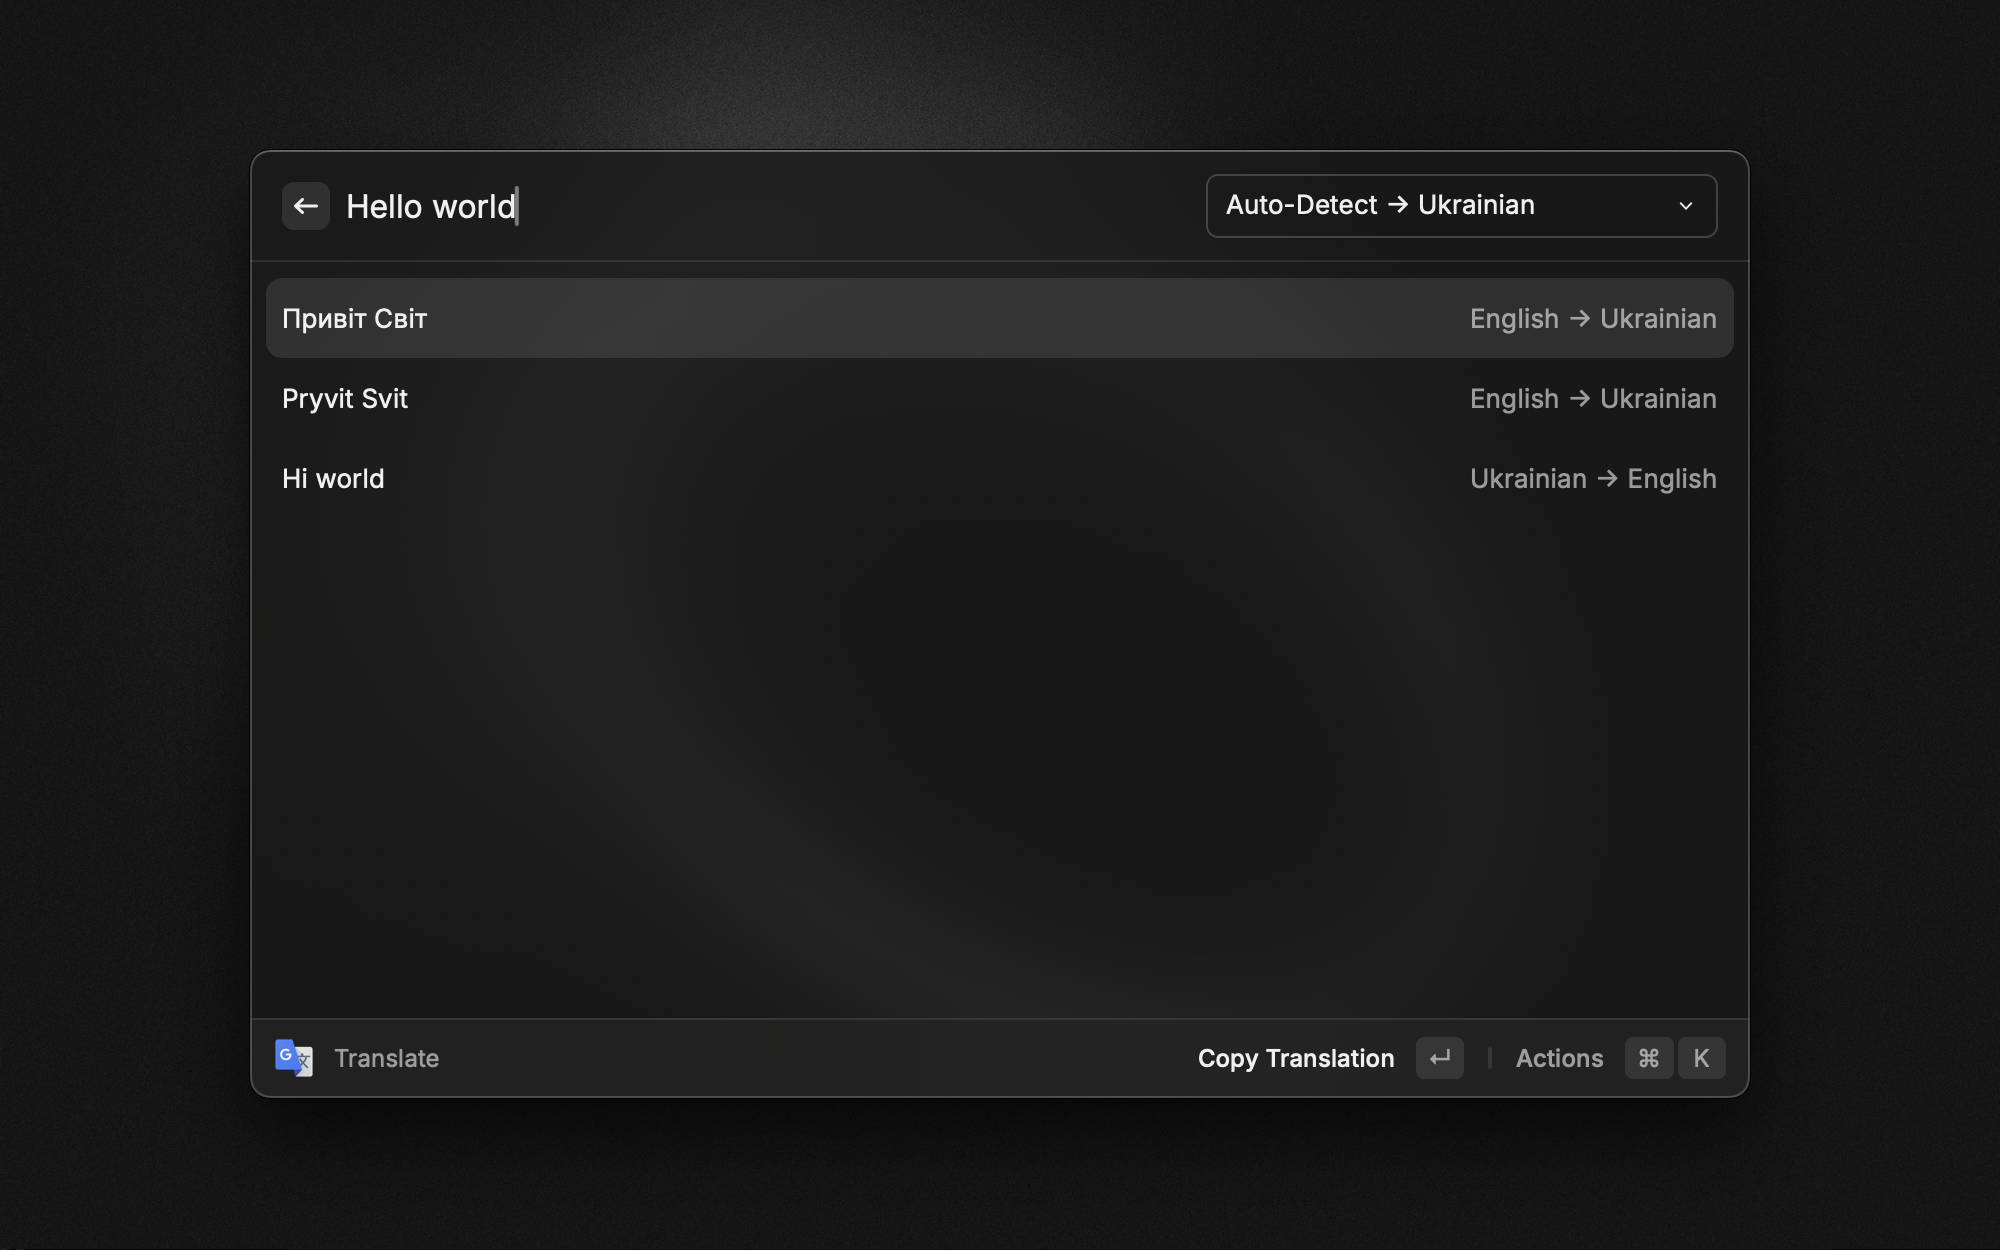 Hello world
Auto-Detect → Ukrainian
Привіт Світ English → Ukrainian
Pryvit Svit English → Ukrainian
Hi world Ukrainian → English
G 文 Translate Copy Translation ↵ Actions ⌘ K